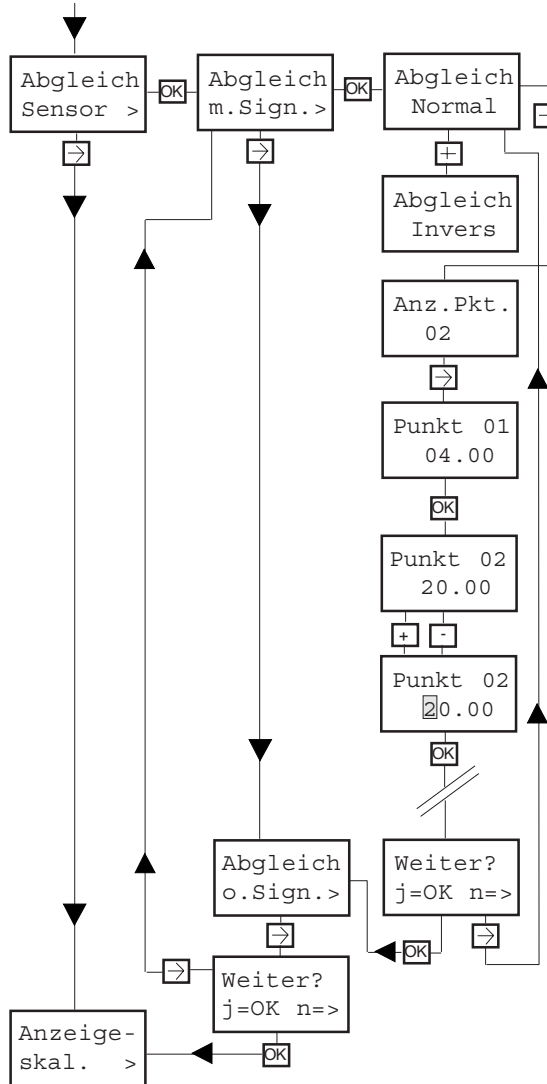 Abgleich
Sensor >
OK
Abgleich
m.Sign.>
OK
Abgleich
Normal
→
→
+
→
Abgleich
Invers
Anz.Pkt.
02
→
Punkt 01
04.00
OK
Punkt 02
20.00
+
-
Punkt 02
20.00
OK
Abgleich
o.Sign.>
Weiter?
j=OK n=>
→
OK
→
→
Weiter?
j=OK n=>
Anzeige-
skal. >
OK